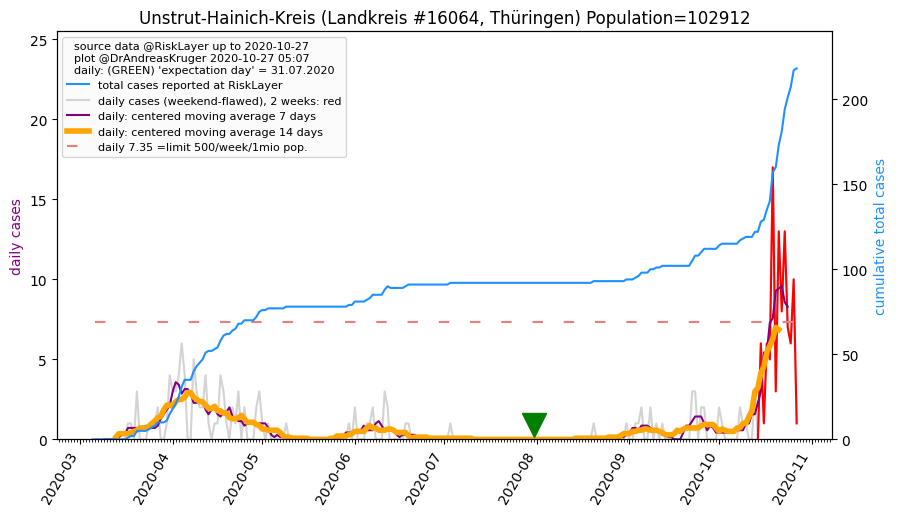 Unstrut-Hainich-Kreis (Landkreis #16064, Thüringen) Population=102912
source data @RiskLayer up to 2020-10-27
plot @DrAndreasKruger 2020-10-27 05:07
daily: (GREEN) 'expectation day' = 31.07.2020
total cases reported at RiskLayer
daily cases (weekend-flawed), 2 weeks: red
daily: centered moving average 7 days
daily: centered moving average 14 days
daily 7.35 =limit 500/week/1mio pop.
25
20
15
10
5
0
daily cases
200
150
100
50
0
cumulative total cases
2020-03
2020-04
2020-05
2020-06
2020-07
2020-08
2020-09
2020-10
2020-11